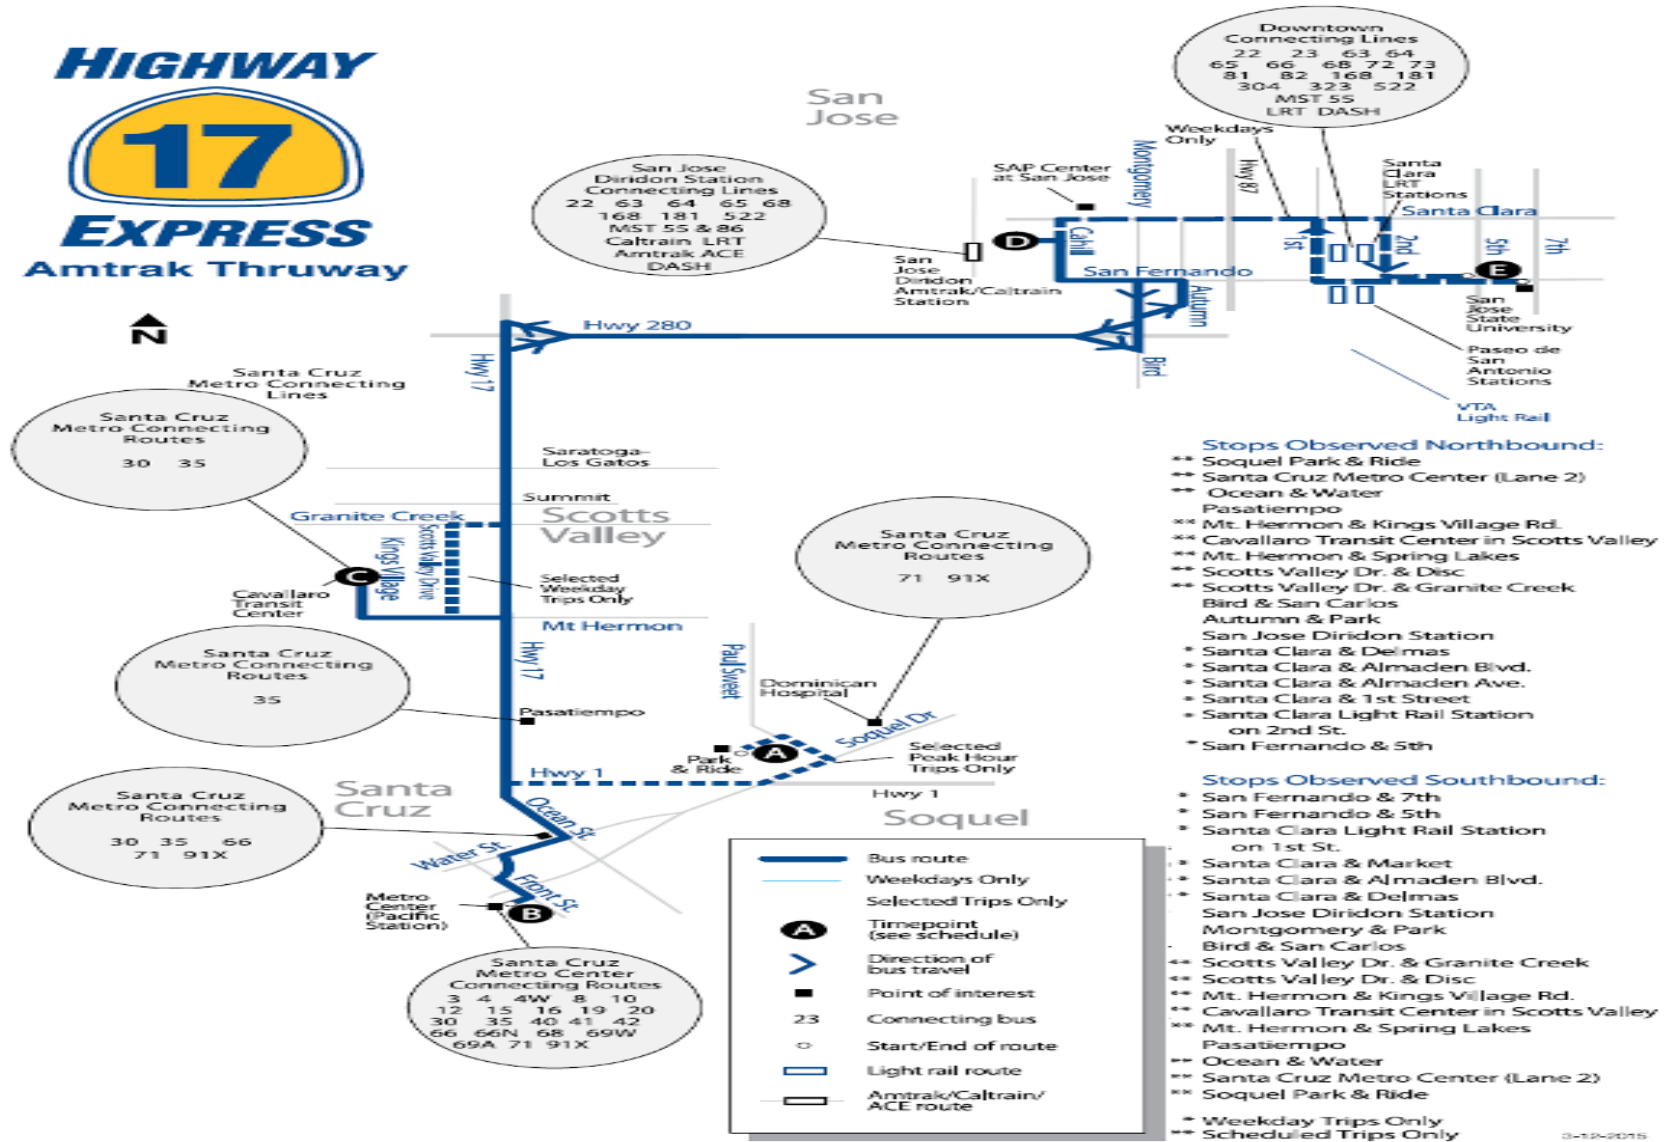 HIGHWAY
17
EXPRESS
Amtrak Thruway
N
San
Jose
Downtown
Connecting Lines
22 23 63 64
65 66 68 72 73
81 82 168 181
304 323 522
MST 55
LRT DASH
San Jose
Diridon Station
Connecting Lines
22 63 64 65 68
168 181 522
MST 55 & 86
Caltrain LRT
Amtrak ACE
DASH
SAP Center
at San Jose
Weekdays
Only
Montgomery
Hwy 87
Santa
Clara
LRT
Stations
Santa Clara
D
Cahill
1st
2nd
5th
7th
E
San
Jose
Diridon
Amtrak/Caltrain
Station
San Fernando
Autumn
San
Jose
State
University
Paseo de
San
Antonio
Stations
VTA
Light Rail
Hwy 280
Bird
Hwy 17
Santa Cruz
Metro Connecting
Lines
Santa Cruz
Metro Connecting
Routes
30 35
Saratoga-
Los Gatos
Summit
Granite Creek
Scotts
Valley
Scotts Valley Drive
Kings Village
C
Cavallaro
Transit
Center
Selected
Weekday
Trips Only
Mt Hermon
Santa Cruz
Metro Connecting
Routes
71 91X
Santa Cruz
Metro Connecting
Routes
35
Hwy 17
Pasatiempo
Paul Sweet
Dominican
Hospital
Soquel Dr
Park
& Ride
A
Selected
Peak Hour
Trips Only
Hwy 1
Hwy 1
Santa
Cruz
Soquel
Santa Cruz
Metro Connecting
Routes
30 35 66
71 91X
Ocean St
Water St.
Front St
Metro
Center
(Pacific
Station)
B
Santa Cruz
Metro Center
Connecting Routes
3 4 4W 8 10
12 15 16 19 20
30 35 40 41 42
66 66N 68 69W
69A 71 91X
Bus route
Weekdays Only
Selected Trips Only
A Timepoint
(see schedule)
Direction of
bus travel
Point of interest
23 Connecting bus
Start/End of route
Light rail route
Amtrak/Caltrain/
ACE route
Stops Observed Northbound:
** Soquel Park & Ride
** Santa Cruz Metro Center (Lane 2)
** Ocean & Water
Pasatiempo
** Mt. Hermon & Kings Village Rd.
** Cavallaro Transit Center in Scotts Valley
** Mt. Hermon & Spring Lakes
** Scotts Valley Dr. & Disc
** Scotts Valley Dr. & Granite Creek
Bird & San Carlos
Autumn & Park
San Jose Diridon Station
* Santa Clara & Delmas
* Santa Clara & Almaden Blvd.
* Santa Clara & Almaden Ave.
* Santa Clara & 1st Street
* Santa Clara Light Rail Station
on 2nd St.
* San Fernando & 5th
Stops Observed Southbound:
* San Fernando & 7th
* San Fernando & 5th
* Santa Clara Light Rail Station
on 1st St.
* Santa Clara & Market
* Santa Clara & Almaden Blvd.
* Santa Clara & Delmas
San Jose Diridon Station
Montgomery & Park
Bird & San Carlos
** Scotts Valley Dr. & Granite Creek
** Scotts Valley Dr. & Disc
** Mt. Hermon & Kings Village Rd.
** Cavallaro Transit Center in Scotts Valley
** Mt. Hermon & Spring Lakes
Pasatiempo
** Ocean & Water
** Santa Cruz Metro Center (Lane 2)
** Soquel Park & Ride
* Weekday Trips Only
** Scheduled Trips Only
3-12-2015